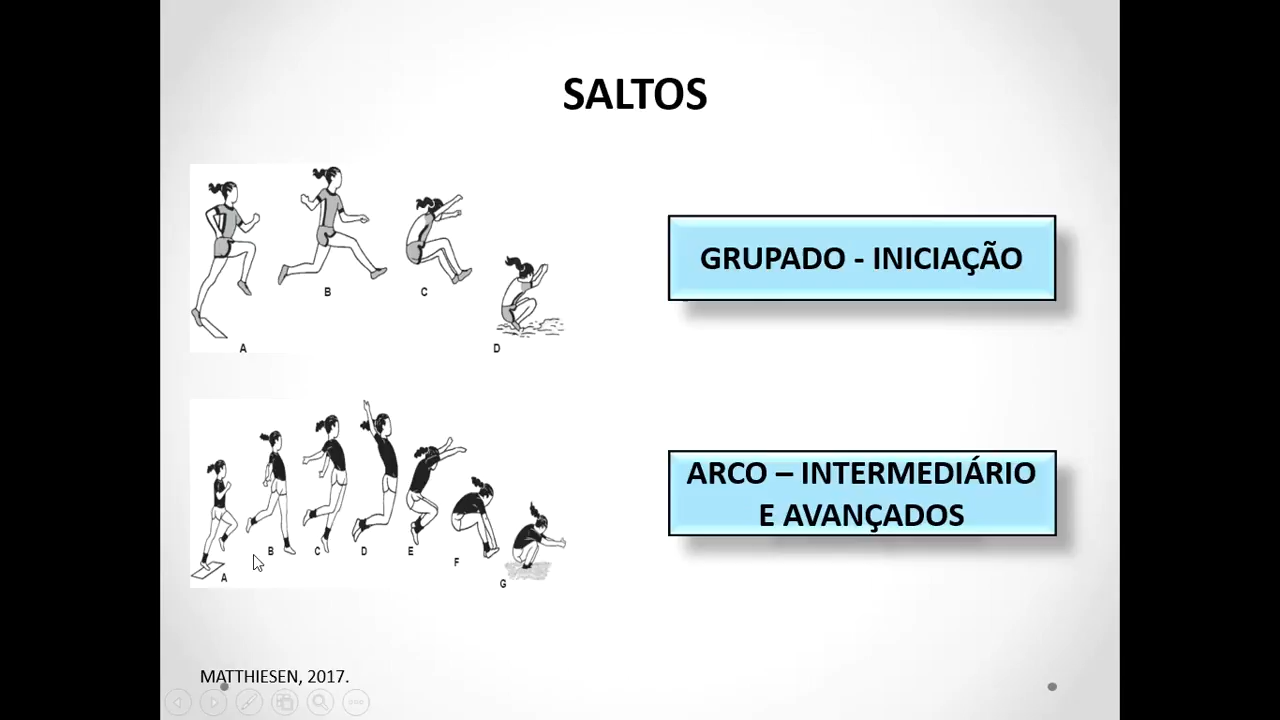 SALTOS
A
B
C
D
GRUPADO - INICIAÇÃO
A
B
C
D
E
F
G
ARCO – INTERMEDIÁRIO
E AVANÇADOS
MATTHIESEN, 2017.